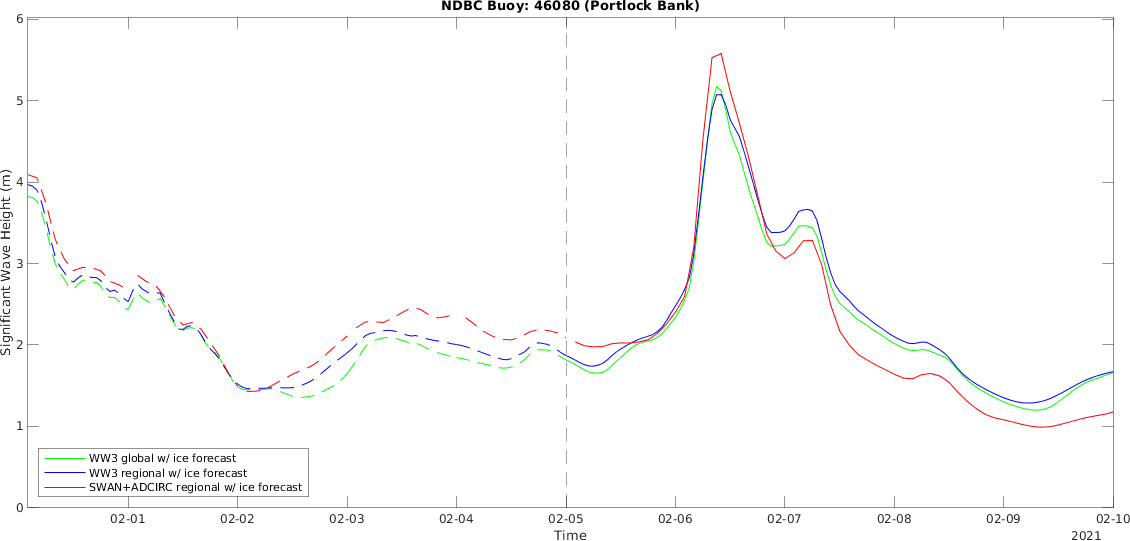 NDBC Buoy: 46080 (Portlock Bank)
6
5
4
3
2
1
0
Significant Wave Height (m)
WW3 global w/ ice forecast
WW3 regional w/ ice forecast
SWAN+ADCIRC regional w/ ice forecast
02-01 02-02 02-03 02-04 02-05 02-06 02-07 02-08 02-09 02-10
Time
2021